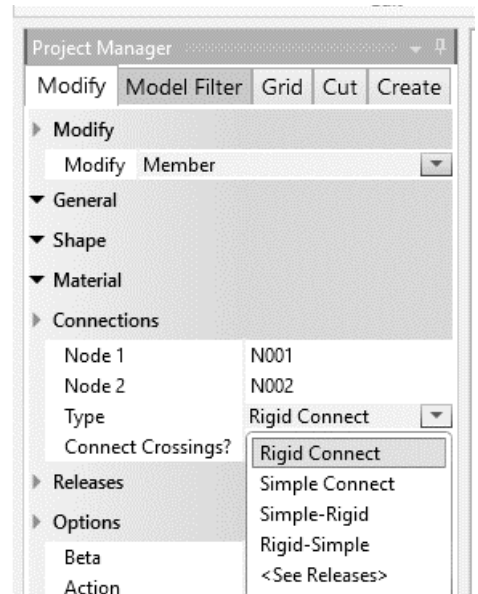 Project Manager
Modify Model Filter Grid Cut Create
Modify
Modify Member
General
Shape
Material
Connections
Node 1 N001
Node 2 N002
Type Rigid Connect
Connect Crossings?
Rigid Connect
Simple Connect
Releases
Simple-Rigid
Options
Rigid-Simple
Beta
<See Releases>
Action